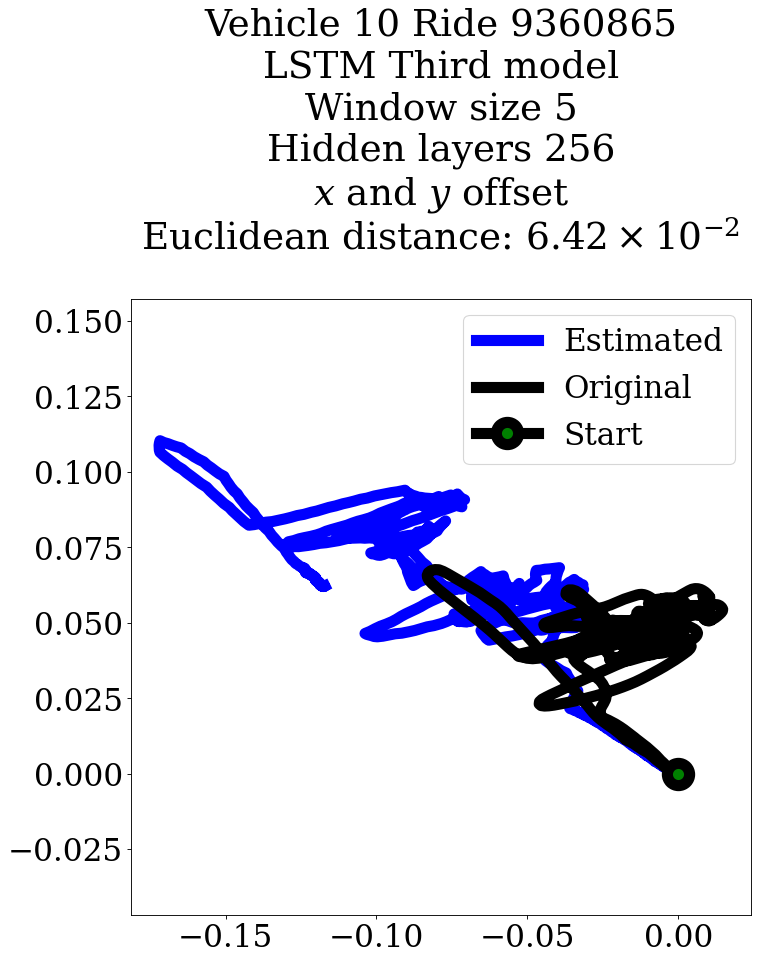 Vehicle 10 Ride 9360865
LSTM Third model
Window size 5
Hidden layers 256
x and y offset
Euclidean distance: 6.42 × 10⁻²
Estimated
Original
Start
0.150
0.125
0.100
0.075
0.050
0.025
0.000
−0.025
−0.15
−0.10
−0.05
0.00